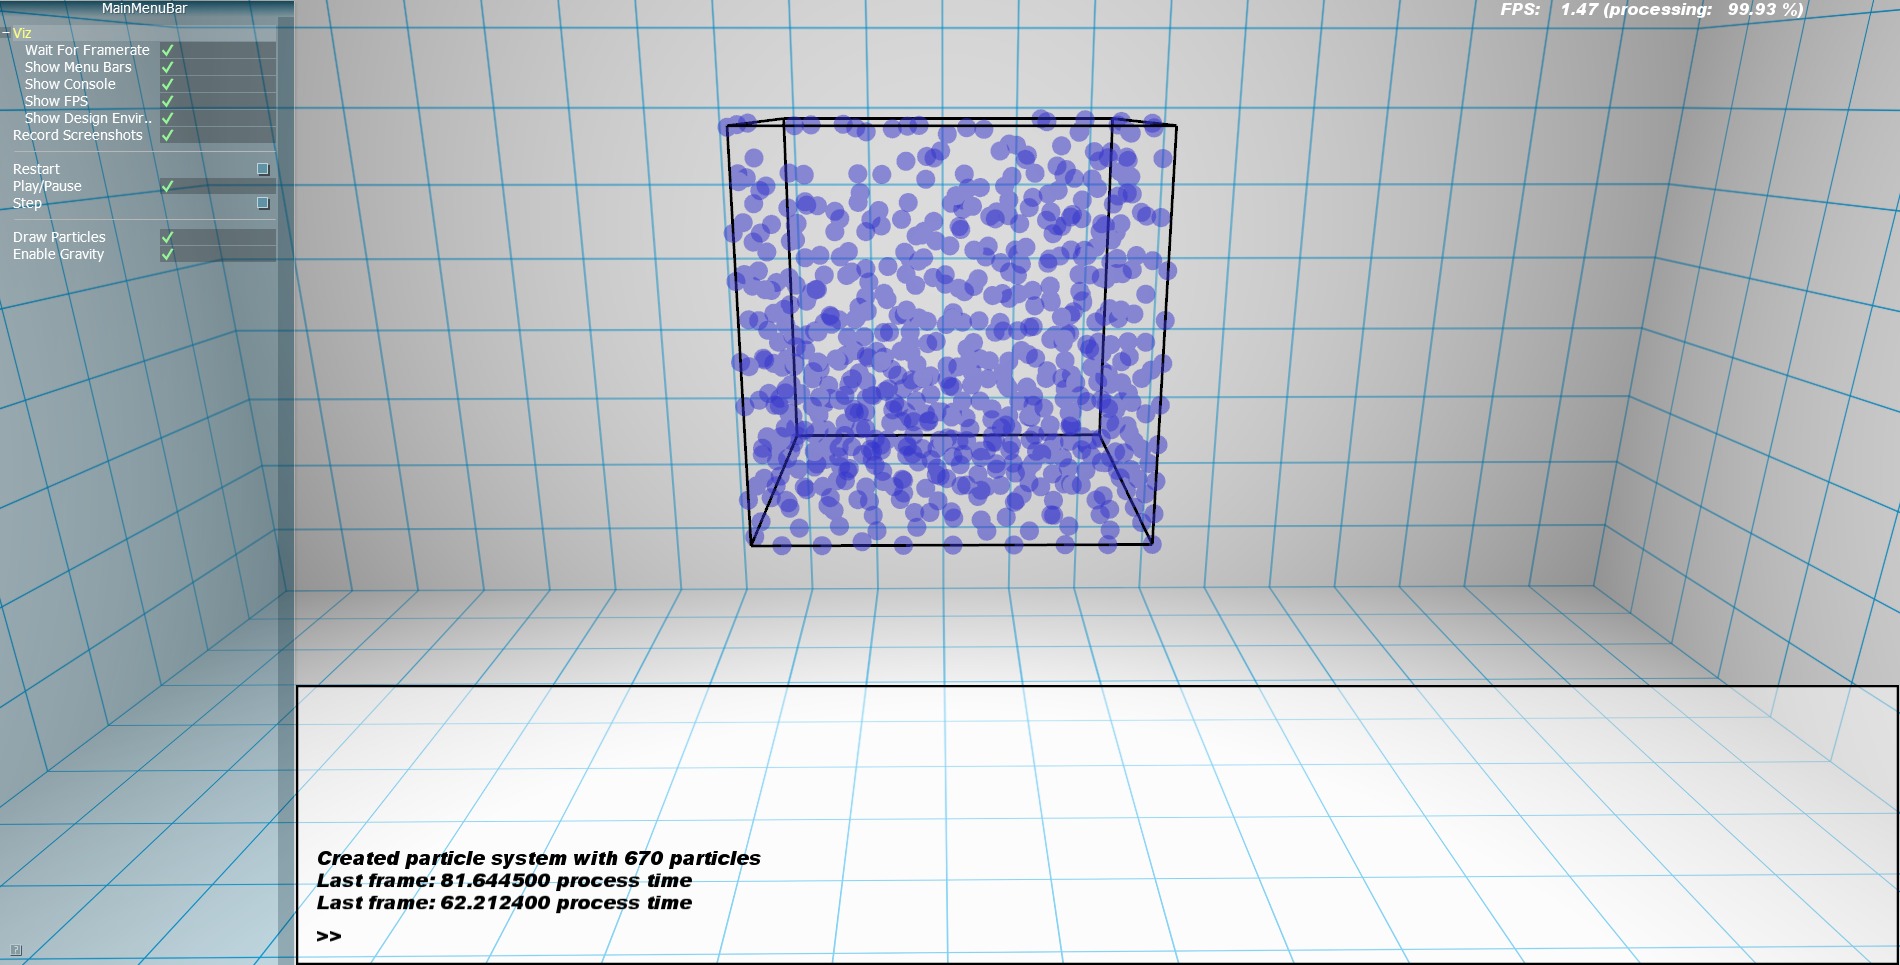 MainMenuBar
FPS: 1.47 (processing: 99.93 %)
Viz
Wait For Framerate
Show Menu Bars
Show Console
Show FPS
Show Design Envir..
Record Screenshots
Restart
Play/Pause
Step
Draw Particles
Enable Gravity
Created particle system with 670 particles
Last frame: 81.644500 process time
Last frame: 62.212400 process time
>>
?